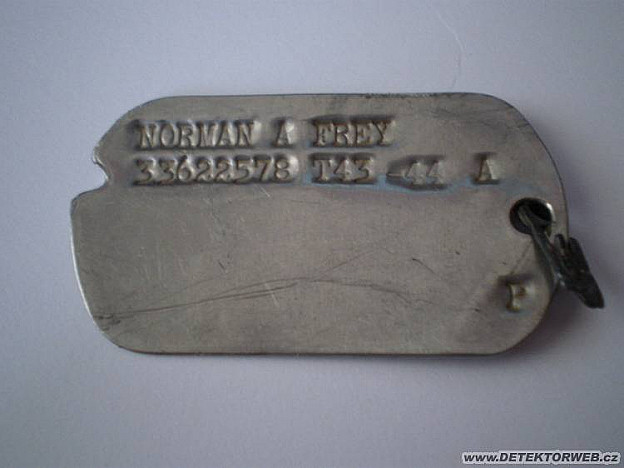 NORMAN A FREY
33622578 T43-44 A
P
www.DETEKTORWEB.cz